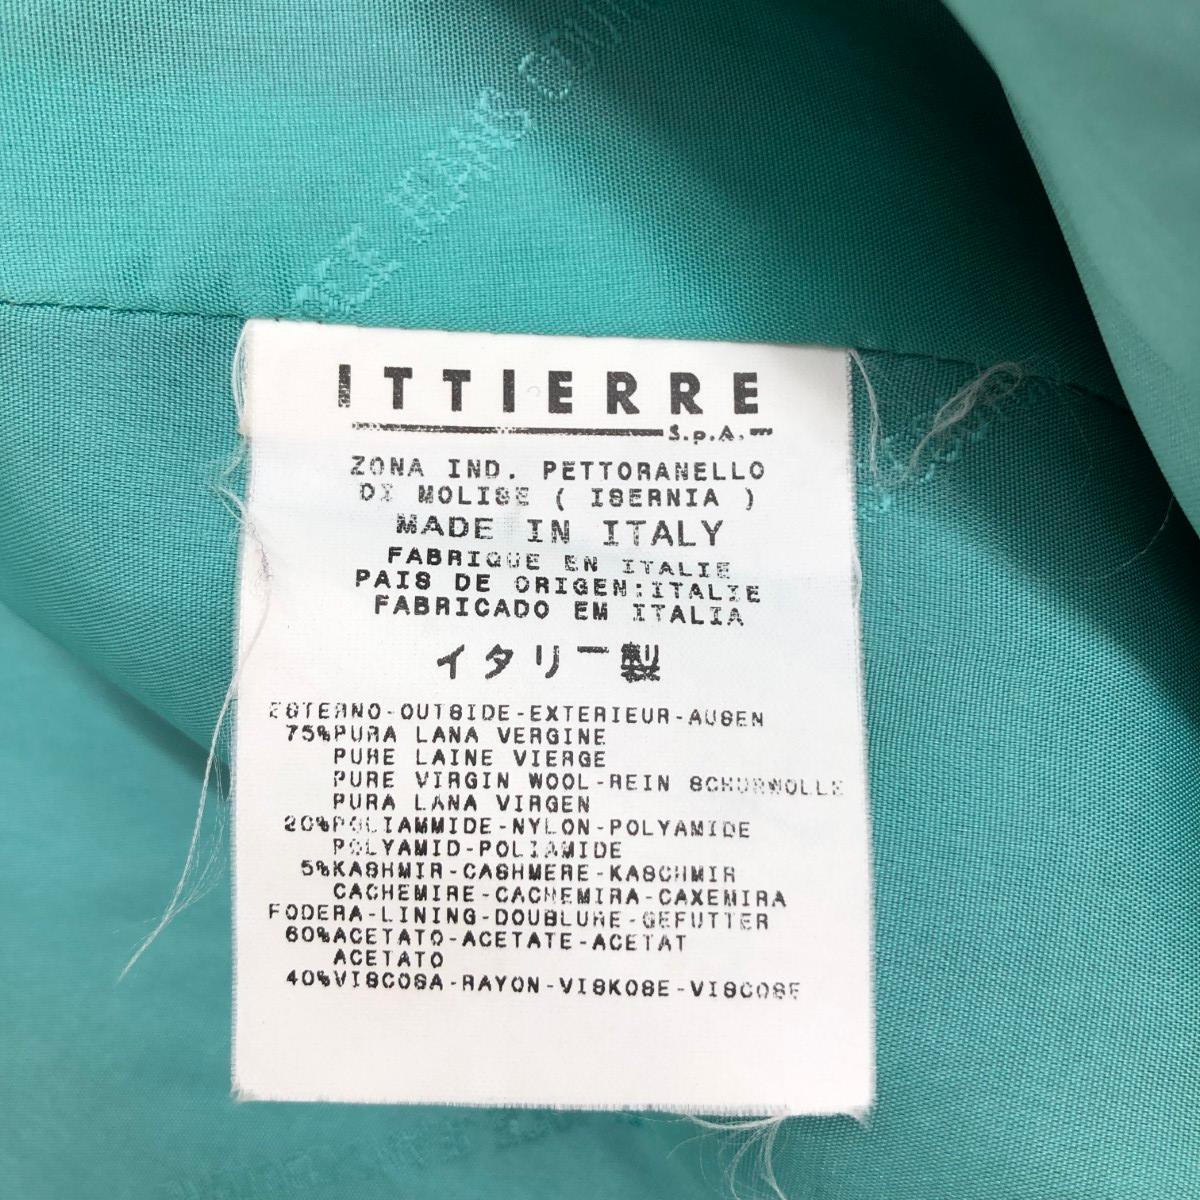 JEANS COU
ITTIERRE
S.p.A.
ZONA IND. PETTORANELLO
DI MOLISE ( ISERNIA )
MADE IN ITALY
FABRIQUE EN ITALIE
PAIS DE ORIGEN:ITALIE
FABRICADO EM ITALIA
イタリー製
ESTERNO-OUTSIDE-EXTERIEUR-AUSEN
75%PURA LANA VERGINE
PURE LAINE VIERGE
PURE VIRGIN WOOL-REIN SCHURWOLLE
PURA LANA VIRGEN
20%POLIAMMIDE-NYLON-POLYAMIDE
POLYAMID-POLIAMIDE
5%KASHMIR-CASHMERE-KASCHMIR
CACHEMIRE-CACHEMIRA-CAXEMIRA
FODERA-LINING-DOUBLURE-GEFUTTER
60%ACETATO-ACETATE-ACETAT
ACETATO
40%VISCOSA-RAYON-VISKOSE-VISCOSE